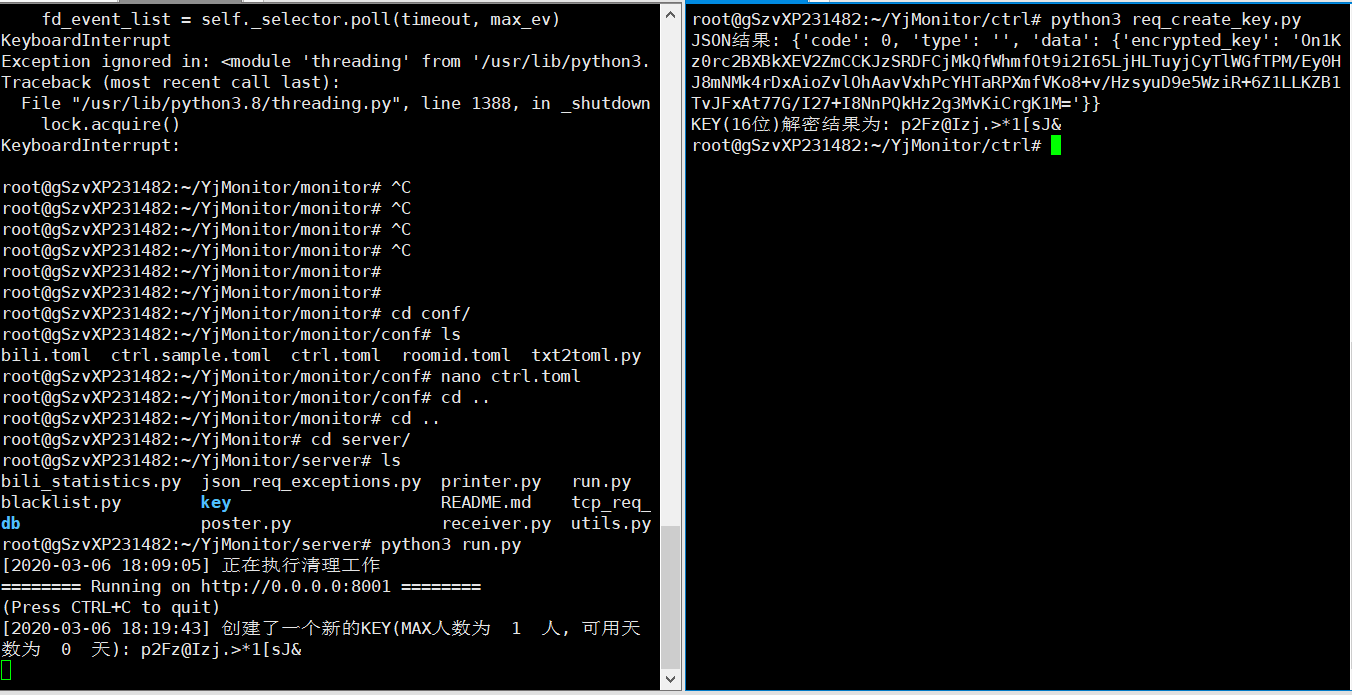 fd_event_list = self._selector.poll(timeout, max_ev)
KeyboardInterrupt
Exception ignored in: <module 'threading' from '/usr/lib/python3.
Traceback (most recent call last):
  File "/usr/lib/python3.8/threading.py", line 1388, in _shutdown
    lock.acquire()
KeyboardInterrupt:
root@gSzvXP231482:~/YjMonitor/monitor# ^C
root@gSzvXP231482:~/YjMonitor/monitor# ^C
root@gSzvXP231482:~/YjMonitor/monitor# ^C
root@gSzvXP231482:~/YjMonitor/monitor# ^C
root@gSzvXP231482:~/YjMonitor/monitor#
root@gSzvXP231482:~/YjMonitor/monitor#
root@gSzvXP231482:~/YjMonitor/monitor# cd conf/
root@gSzvXP231482:~/YjMonitor/monitor/conf# ls
bili.toml  ctrl.sample.toml  ctrl.toml  roomid.toml  txt2toml.py
root@gSzvXP231482:~/YjMonitor/monitor/conf# nano ctrl.toml
root@gSzvXP231482:~/YjMonitor/monitor/conf# cd ..
root@gSzvXP231482:~/YjMonitor/monitor# cd ..
root@gSzvXP231482:~/YjMonitor# cd server/
root@gSzvXP231482:~/YjMonitor/server# ls
bili_statistics.py  json_req_exceptions.py  printer.py   run.py
blacklist.py        key                     README.md    tcp_req_
db                  poster.py               receiver.py  utils.py
root@gSzvXP231482:~/YjMonitor/server# python3 run.py
[2020-03-06 18:09:05] 正在执行清理工作
======== Running on http://0.0.0.0:8001 ========
(Press CTRL+C to quit)
[2020-03-06 18:19:43] 创建了一个新的KEY(MAX人数为  1  人, 可用天
数为  0  天): p2Fz@Izj.>*1[sJ&
root@gSzvXP231482:~/YjMonitor/ctrl# python3 req_create_key.py
JSON结果: {'code': 0, 'type': '', 'data': {'encrypted_key': 'On1K
z0rc2BXBkXEV2ZmCCKJzSRDFCjMkQfWhmfOt9i2I65LjHLTuyjCyTlWGfTPM/Ey0H
J8mNMk4rDxAioZvlOhAavVxhPcYHTaRPXmfVKo8+v/HzsyuD9e5WziR+6Z1LLKZB1
TvJFxAt77G/I27+I8NnPQkHz2g3MvKiCrgK1M='}}
KEY(16位)解密结果为: p2Fz@Izj.>*1[sJ&
root@gSzvXP231482:~/YjMonitor/ctrl#